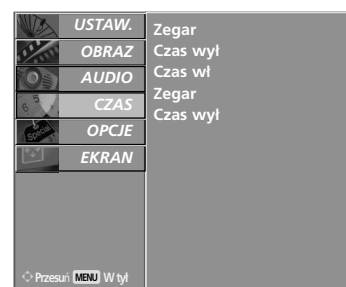 USTAW.
OBRAZ
AUDIO
CZAS
OPCJE
EKRAN
Zegar
Czas wył
Czas wł
Zegar
Czas wył
Przesuń MENU W tył